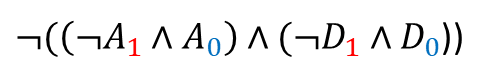 ¬((¬A₁ ∧ A₀) ∧ (¬D₁ ∧ D₀))